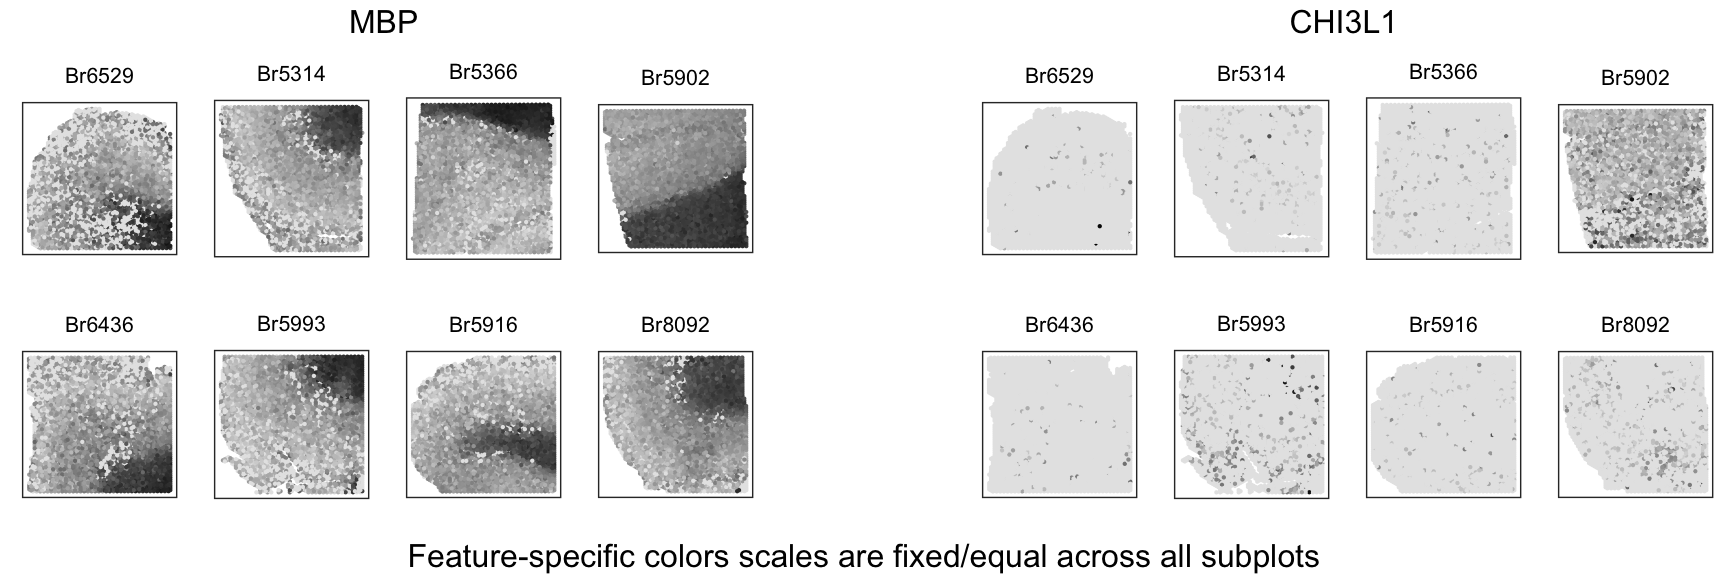 MBP
CHI3L1
Br6529
Br5314
Br5366
Br5902
Br6529
Br5314
Br5366
Br5902
Br6436
Br5993
Br5916
Br8092
Br6436
Br5993
Br5916
Br8092
Feature-specific colors scales are fixed/equal across all subplots